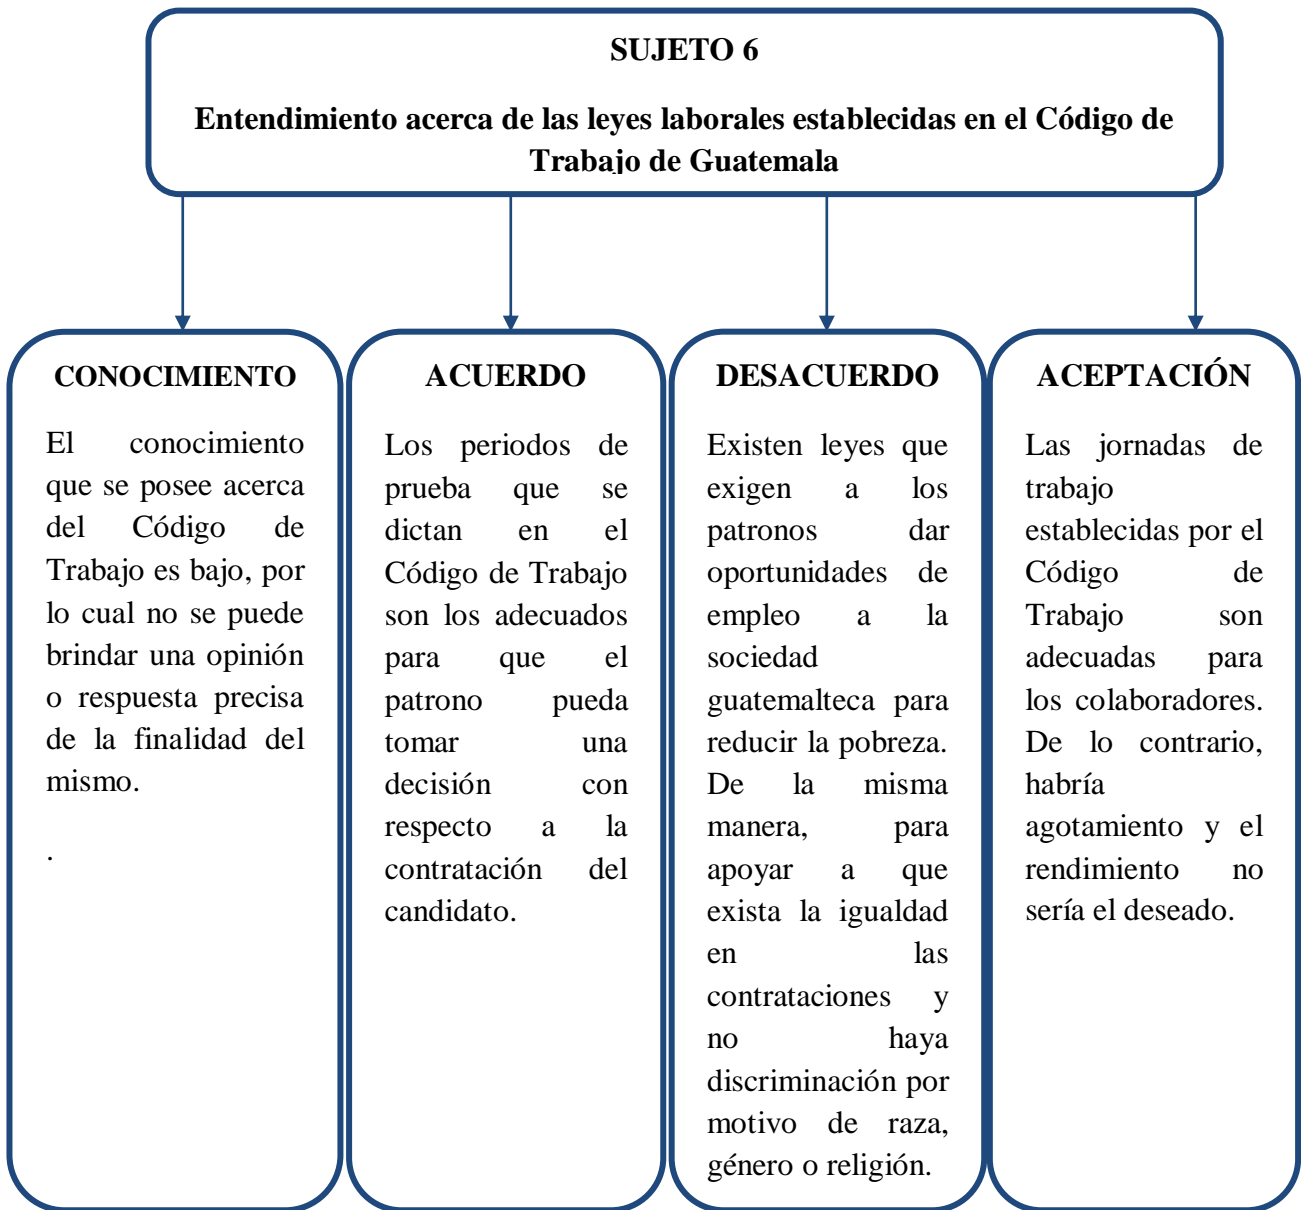 SUJETO 6
Entendimiento acerca de las leyes laborales establecidas en el Código de
Trabajo de Guatemala
CONOCIMIENTO
El conocimiento
que se posee acerca
del Código de
Trabajo es bajo, por
lo cual no se puede
brindar una opinión
o respuesta precisa
de la finalidad del
mismo.
.
ACUERDO
Los periodos de
prueba que se
dictan en el
Código de Trabajo
son los adecuados
para que el
patrono pueda
tomar una
decisión con
respecto a la
contratación del
candidato.
DESACUERDO
Existen leyes que
exigen a los
patronos dar
oportunidades de
empleo a la
sociedad
guatemalteca para
reducir la pobreza.
De la misma
manera, para
apoyar a que
exista la igualdad
en las
contrataciones y
no haya
discriminación por
motivo de raza,
género o religión.
ACEPTACIÓN
Las jornadas de
trabajo
establecidas por el
Código de
Trabajo son
adecuadas para
los colaboradores.
De lo contrario,
habría
agotamiento y el
rendimiento no
sería el deseado.